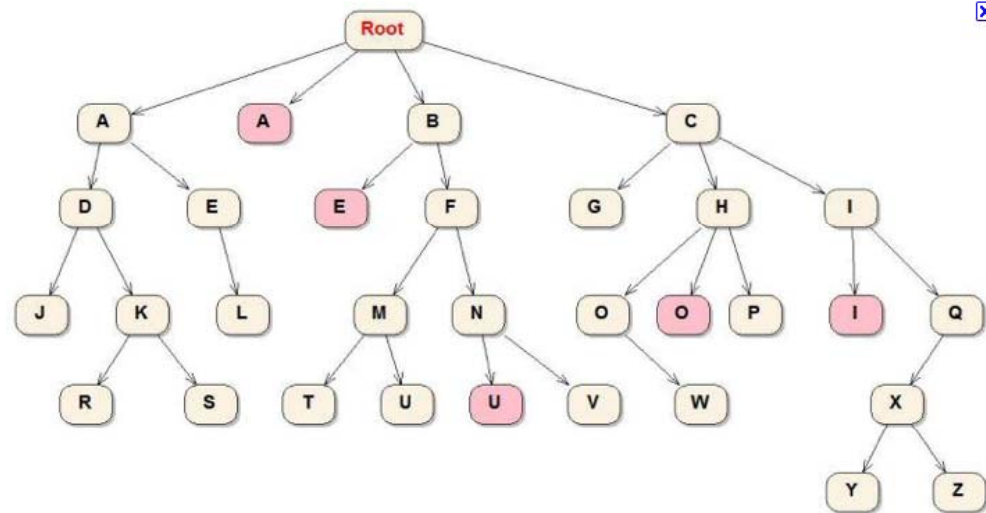 Root
A A B C
D E E F G H I
J K L M N O O P I Q
R S T U U V W X
Y Z